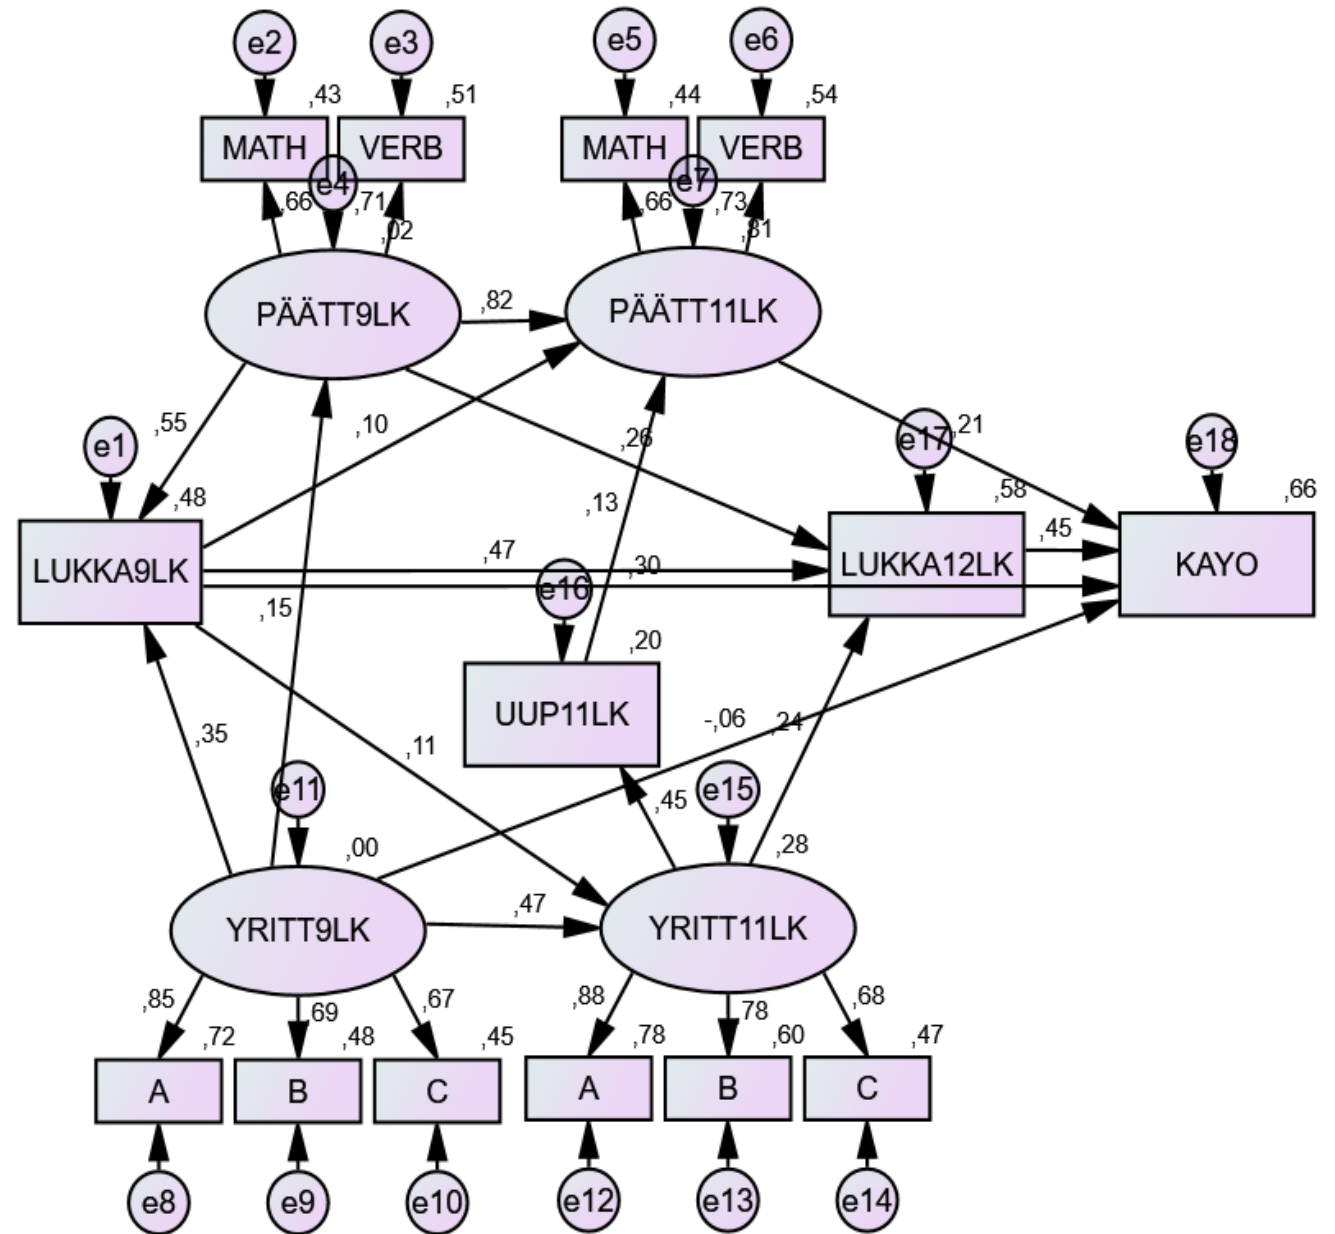 e2
e3
e5
e6
,43
,51
,44
,54
MATH
VERB
MATH
VERB
e4
e7
,66
,71
,66
,73
,02
,81
PÄÄTT9LK
PÄÄTT11LK
,82
,55
,10
,26
,21
e1
e17
e18
,48
,58
,66
,13
,45
LUKKA9LK
,47
,30
LUKKA12LK
KAYO
e16
,15
,20
UUP11LK
,35
,11
-,06
,24
e11
,45
e15
,00
,28
YRITT9LK
,47
YRITT11LK
,85
,69
,67
,88
,78
,68
,72
,48
,45
,78
,60
,47
A
B
C
A
B
C
e8
e9
e10
e12
e13
e14